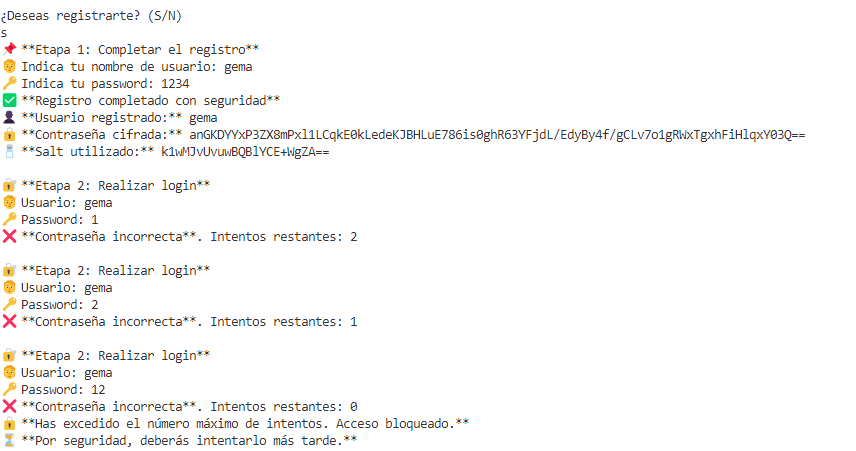 ¿Deseas registrarte? (S/N)
s
📌 **Etapa 1: Completar el registro**
🧑 Indica tu nombre de usuario: gema
🔑 Indica tu password: 1234
✅ **Registro completado con seguridad**
👤 **Usuario registrado:** gema
🔒 **Contraseña cifrada:** anGKDYYxP3ZX8mPxl1LCqkE0kLedeKJBHLuE786is0ghR63YFjdL/EdyBy4f/gCLv7o1gRWxTgxhFiHlqxY03Q==
🧂 **Salt utilizado:** k1wMJvUvuwBQBlYCE+WgZA==
🔐 **Etapa 2: Realizar login**
🧑 Usuario: gema
🔑 Password: 1
❌ **Contraseña incorrecta**. Intentos restantes: 2
🔐 **Etapa 2: Realizar login**
🧑 Usuario: gema
🔑 Password: 2
❌ **Contraseña incorrecta**. Intentos restantes: 1
🔐 **Etapa 2: Realizar login**
🧑 Usuario: gema
🔑 Password: 12
❌ **Contraseña incorrecta**. Intentos restantes: 0
🔒 **Has excedido el número máximo de intentos. Acceso bloqueado.**
⏳ **Por seguridad, deberás intentarlo más tarde.**